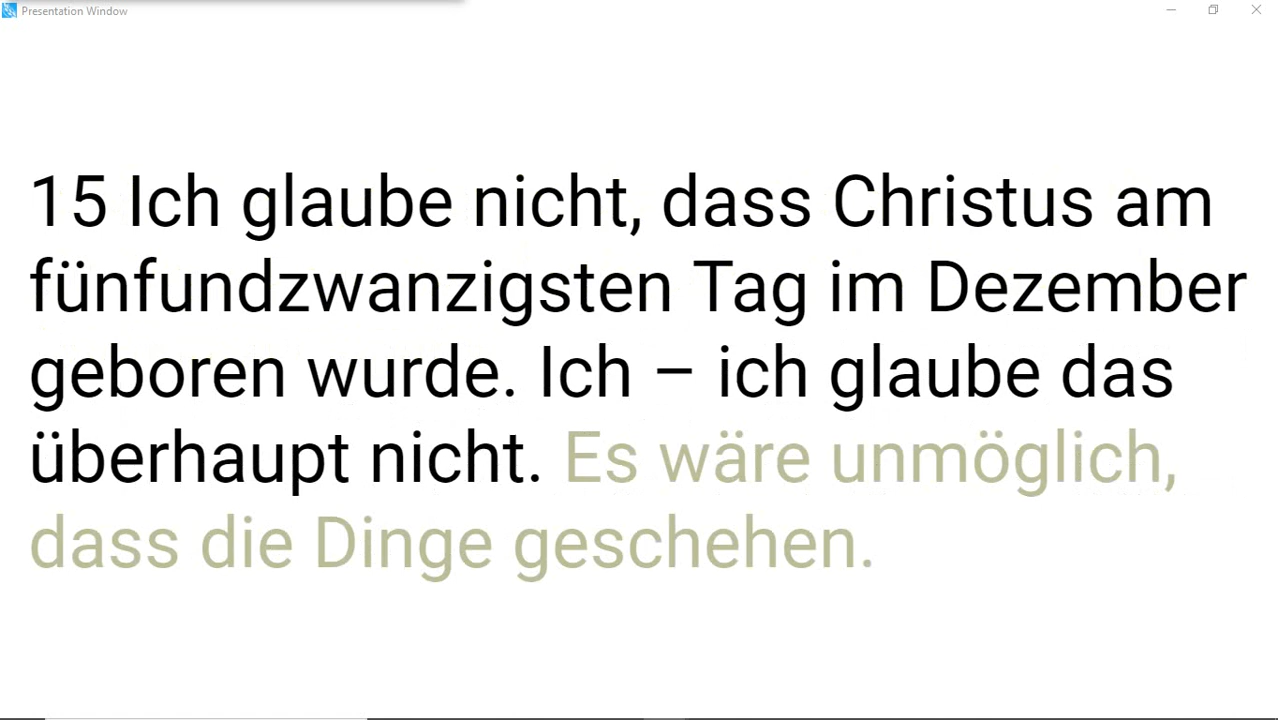 Presentation Window
15 Ich glaube nicht, dass Christus am
fünfundzwanzigsten Tag im Dezember
geboren wurde. Ich – ich glaube das
überhaupt nicht. Es wäre unmöglich,
dass die Dinge geschehen.